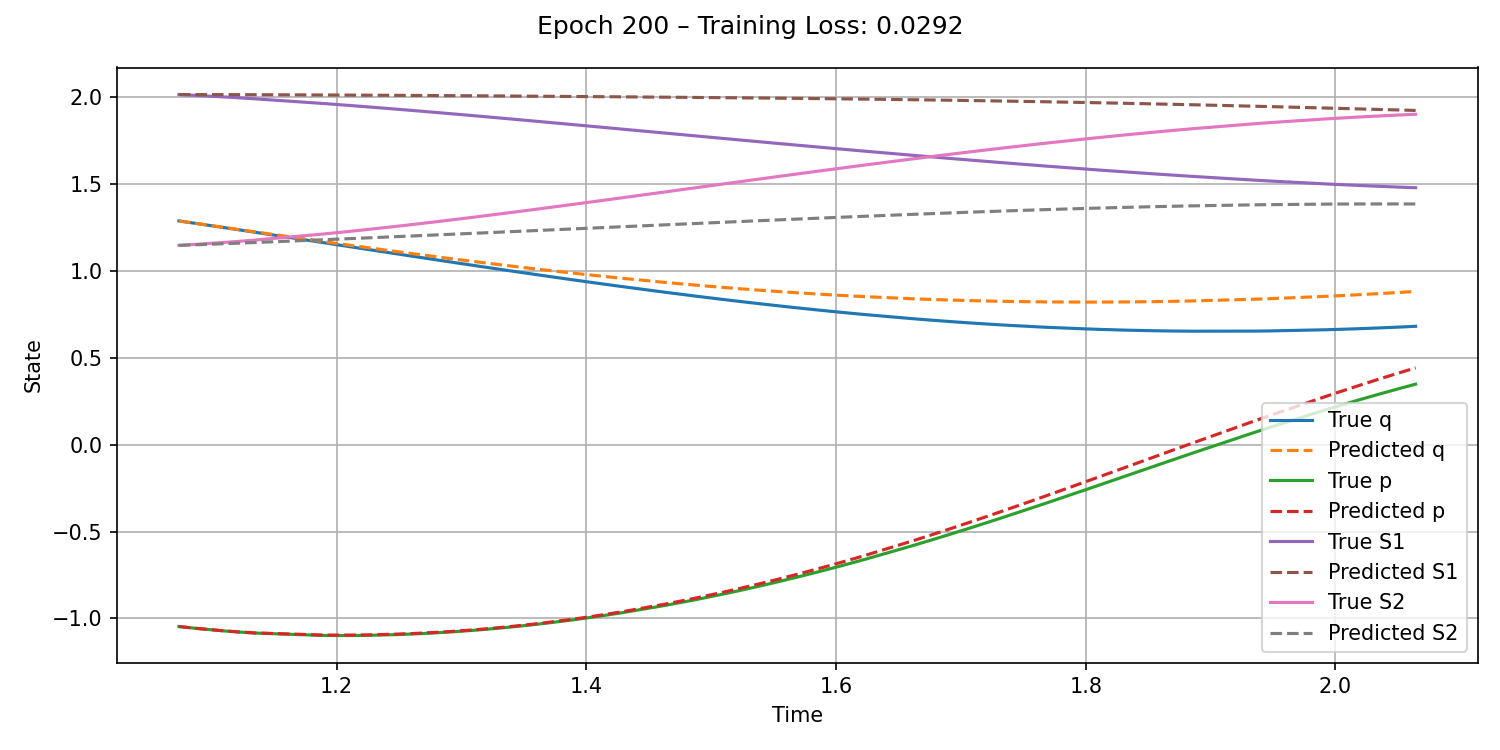 Epoch 200 – Training Loss: 0.0292
State
2.0
1.5
1.0
0.5
0.0
−0.5
−1.0
1.2 1.4 1.6 1.8 2.0
Time
True q
Predicted q
True p
Predicted p
True S1
Predicted S1
True S2
Predicted S2